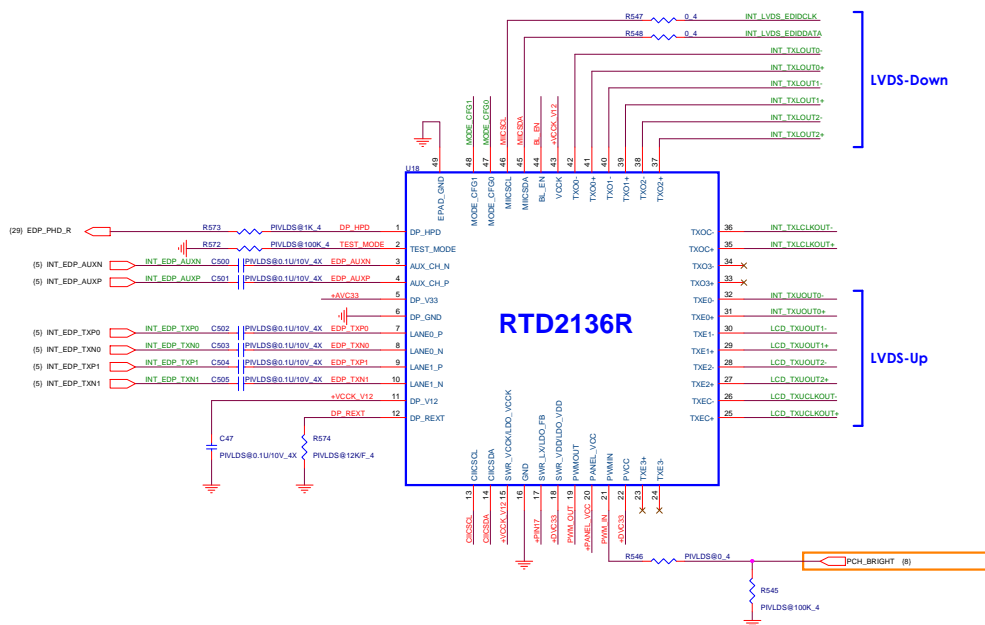 R547
0_4
INT_LVDS_EDIDCLK
R548
0_4
INT_LVDS_EDIDDATA
INT_TXLOUT0-
INT_TXLOUT0+
INT_TXLOUT1-
INT_TXLOUT1+
INT_TXLOUT2-
INT_TXLOUT2+
LVDS-Down
MODE_CFG1
MODE_CFG0
MIICSCL
MIICSDA
BL_EN
+VCCK_V12
49
48
47
46
45
44
43
42
41
40
39
38
37
U18
EPAD_GND
MODE_CFG1
MODE_CFG0
MIICSCL
MIICSDA
BL_EN
VCCK
TXO0-
TXO0+
TXO1-
TXO1+
TXO2-
TXO2+
(29) EDP_PHD_R
R573
PIVLDS@1K_4
DP_HPD
1
DP_HPD
R572
PIVLDS@100K_4
TEST_MODE
2
TEST_MODE
(5) INT_EDP_AUXN
INT_EDP_AUXN
C500
PIVLDS@0.1U/10V_4X
EDP_AUXN
3
AUX_CH_N
(5) INT_EDP_AUXP
INT_EDP_AUXP
C501
PIVLDS@0.1U/10V_4X
EDP_AUXP
4
AUX_CH_P
+AVC33
5
DP_V33
6
DP_GND
(5) INT_EDP_TXP0
INT_EDP_TXP0
C502
PIVLDS@0.1U/10V_4X
EDP_TXP0
7
LANE0_P
(5) INT_EDP_TXN0
INT_EDP_TXN0
C503
PIVLDS@0.1U/10V_4X
EDP_TXN0
8
LANE0_N
(5) INT_EDP_TXP1
INT_EDP_TXP1
C504
PIVLDS@0.1U/10V_4X
EDP_TXP1
9
LANE1_P
(5) INT_EDP_TXN1
INT_EDP_TXN1
C505
PIVLDS@0.1U/10V_4X
EDP_TXN1
10
LANE1_N
+VCCK_V12
11
DP_V12
DP_REXT
12
DP_REXT
C47
PIVLDS@0.1U/10V_4X
R574
PIVLDS@12K/F_4
RTD2136R
TXOC-
36
INT_TXLCLKOUT-
TXOC+
35
INT_TXLCLKOUT+
TXO3-
34
TXO3+
33
TXE0-
32
INT_TXUOUT0-
TXE0+
31
INT_TXUOUT0+
TXE1-
30
LCD_TXUOUT1-
TXE1+
29
LCD_TXUOUT1+
TXE2-
28
LCD_TXUOUT2-
TXE2+
27
LCD_TXUOUT2+
TXEC-
26
LCD_TXUCLKOUT-
TXEC+
25
LCD_TXUCLKOUT+
LVDS-Up
CIICSCL
CIICSDA
SWR_VCCK/LDO_VCCK
GND
SWR_LX/LDO_FB
SWR_VDD/LDO_VDD
PWMOUT
PANEL_VCC
PWMIN
PVCC
TXE3+
TXE3-
13
14
15
16
17
18
19
20
21
22
23
24
CIICSCL
CIICSDA
+VCCK_V12
+PIN17
+DVC33
PWM_OUT
+PANEL_VCC
PWM_IN
+DVC33
R546
PIVLDS@0_4
PCH_BRIGHT (8)
R545
PIVLDS@100K_4